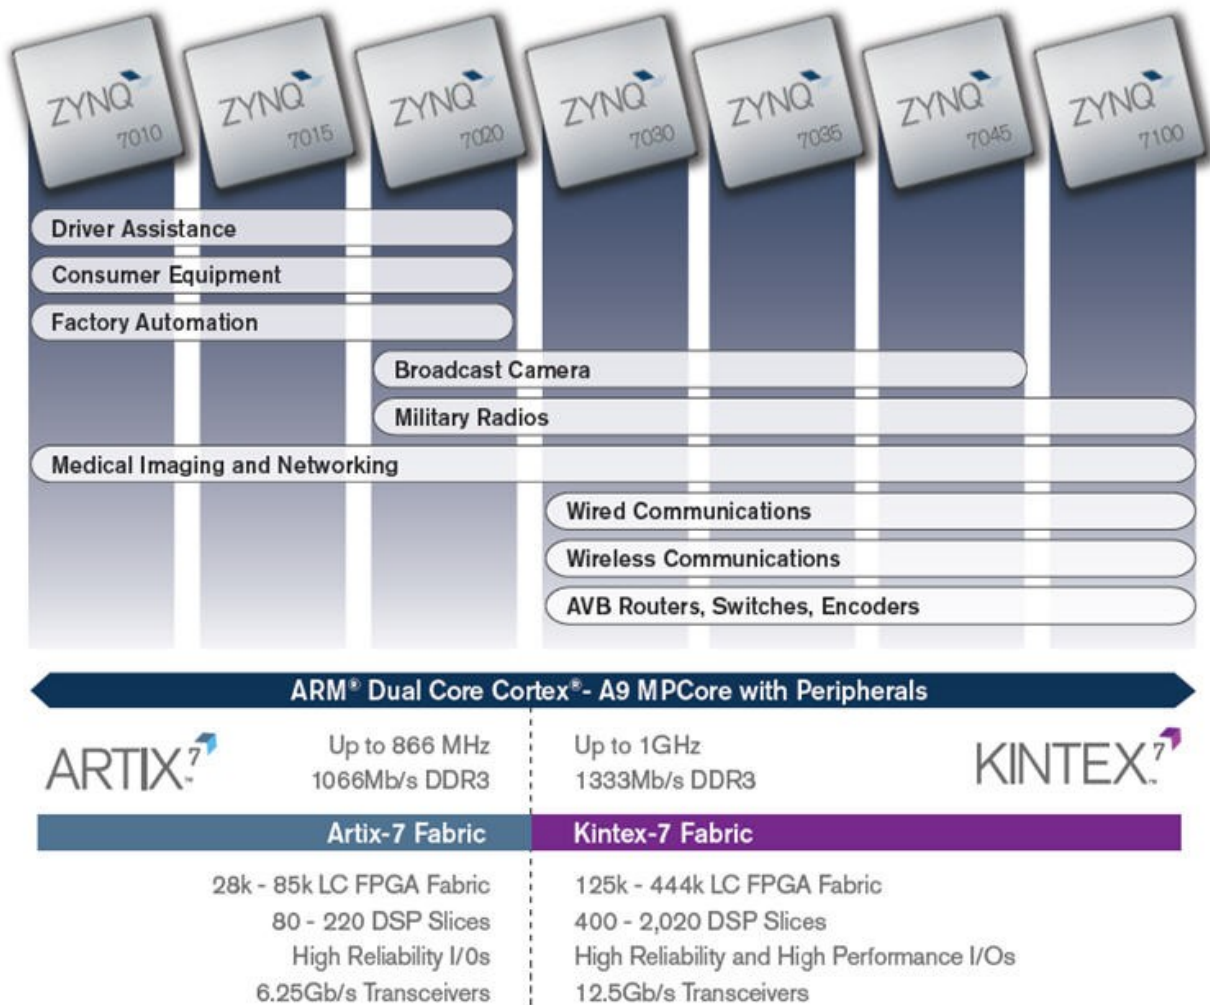 ZYNQ 7010
ZYNQ 7015
ZYNQ 7020
ZYNQ 7030
ZYNQ 7035
ZYNQ 7045
ZYNQ 7100
Driver Assistance
Consumer Equipment
Factory Automation
Broadcast Camera
Military Radios
Medical Imaging and Networking
Wired Communications
Wireless Communications
AVB Routers, Switches, Encoders
ARM® Dual Core Cortex®- A9 MPCore with Peripherals
ARTIX™ 7
Up to 866 MHz
1066Mb/s DDR3
Up to 1GHz
1333Mb/s DDR3
KINTEX™ 7
Artix-7 Fabric
Kintex-7 Fabric
28k - 85k LC FPGA Fabric
80 - 220 DSP Slices
High Reliability I/0s
6.25Gb/s Transceivers
125k - 444k LC FPGA Fabric
400 - 2,020 DSP Slices
High Reliability and High Performance I/Os
12.5Gb/s Transceivers